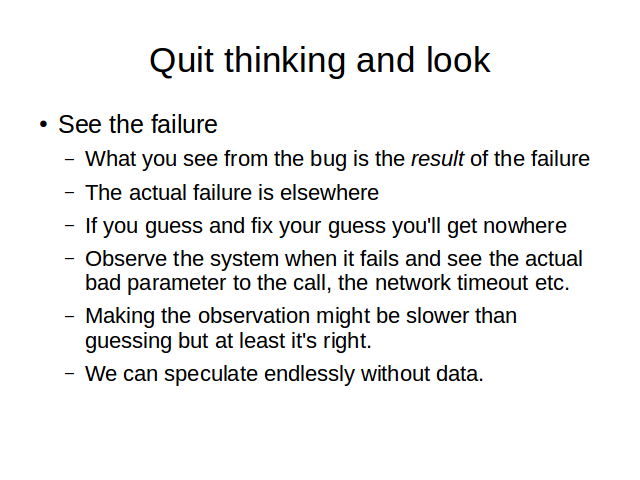 Quit thinking and look
• See the failure
– What you see from the bug is the result of the failure
– The actual failure is elsewhere
– If you guess and fix your guess you'll get nowhere
– Observe the system when it fails and see the actual
bad parameter to the call, the network timeout etc.
– Making the observation might be slower than
guessing but at least it's right.
– We can speculate endlessly without data.